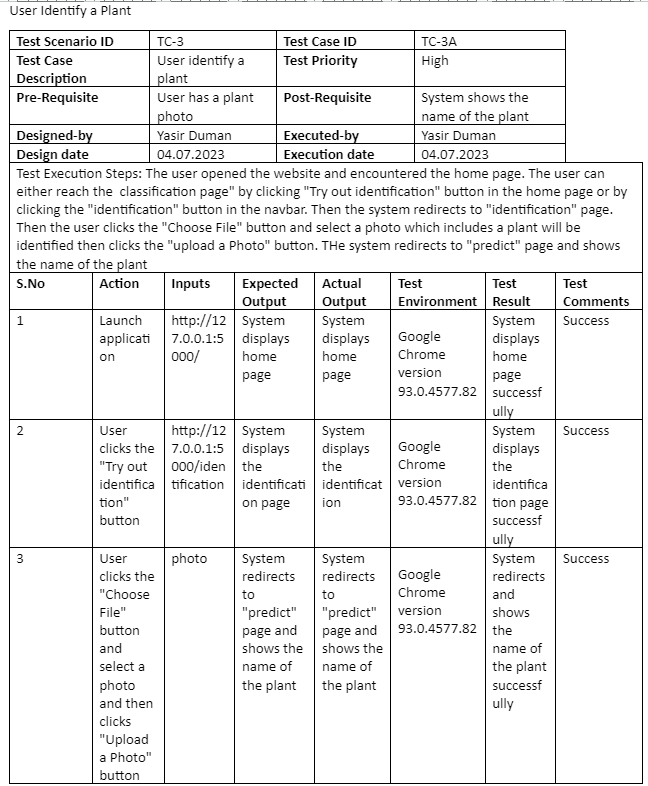 User Identify a Plant
Test Scenario ID TC-3 Test Case ID TC-3A
Test Case Description User identify a plant Test Priority High
Pre-Requisite User has a plant photo Post-Requisite System shows the name of the plant
Designed-by Yasir Duman Executed-by Yasir Duman
Design date 04.07.2023 Execution date 04.07.2023
Test Execution Steps: The user opened the website and encountered the home page. The user can
either reach the classification page" by clicking "Try out identification" button in the home page or by
clicking the "identification" button in the navbar. Then the system redirects to "identification" page.
Then the user clicks the "Choose File" button and select a photo which includes a plant will be
identified then clicks the "upload a Photo" button. THe system redirects to "predict" page and shows
the name of the plant
S.No Action Inputs Expected Output Actual Output Test Environment Test Result Test Comments
1 Launch application http://127.0.0.1:5000/ System displays home page System displays home page Google Chrome version 93.0.4577.82 System displays home page successfully Success
2 User clicks the "Try out identification" button http://127.0.0.1:5000/identification System displays the identification page System displays the identification Google Chrome version 93.0.4577.82 System displays the identification page successfully Success
3 User clicks the "Choose File" button and select a photo and then clicks "Upload a Photo" button photo System redirects to "predict" page and shows the name of the plant System redirects to "predict" page and shows the name of the plant Google Chrome version 93.0.4577.82 System redirects and shows the name of the plant successfully Success